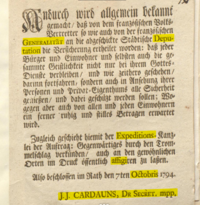 Anburch wird allgemein bekannt
gemacht; daß von dem französischen Volks-
Vertretter so wie auch von der französischen
GENERALITÄT an die abgeschickte Städtische Depu-
tation die Versicherung ertheilet worden: daß jeder
Bürger und Einwohner und selbsten auch die ge-
sammte Geistlichkeit nicht nur bei ihrem Gottes-
Dienste verbleiben, und wie zeithero geschehen,
darinn fortfahren, sondern auch in Ansehung ihrer
Personen und Privat-Eigenthums alle Sicherheit
geniesen, und dabei geschützt werden sollen; Wo-
gegen aber auch von allen und jeden Einwohnern
ein ferner ruhig und stilles Betragen erwartet
wird.
Zugleich geschieht hiemit der Expeditions-Kanz-
lei der Auftrag: Gegenwärtiges durch den Trom-
melschlag verkünden, auch an den gewöhnlichen
Orten im Druck öffentlich affigiren zu lassen.
Also beschlossen im Rath den 7ten Octobris 1794.
J. J. CARDAUNS, DR SECRET, mpp.